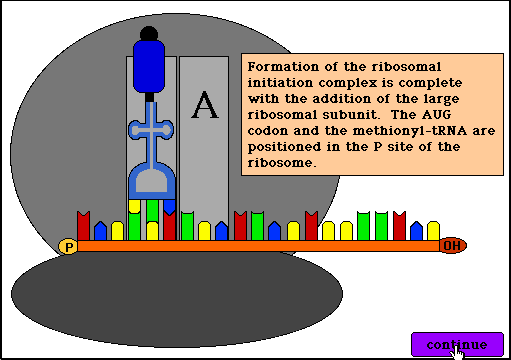 Formation of the ribosomal
initiation complex is complete
with the addition of the large
ribosomal subunit. The AUG
codon and the methionyl-tRNA are
positioned in the P site of the
ribosome.
A
P
OH
continue